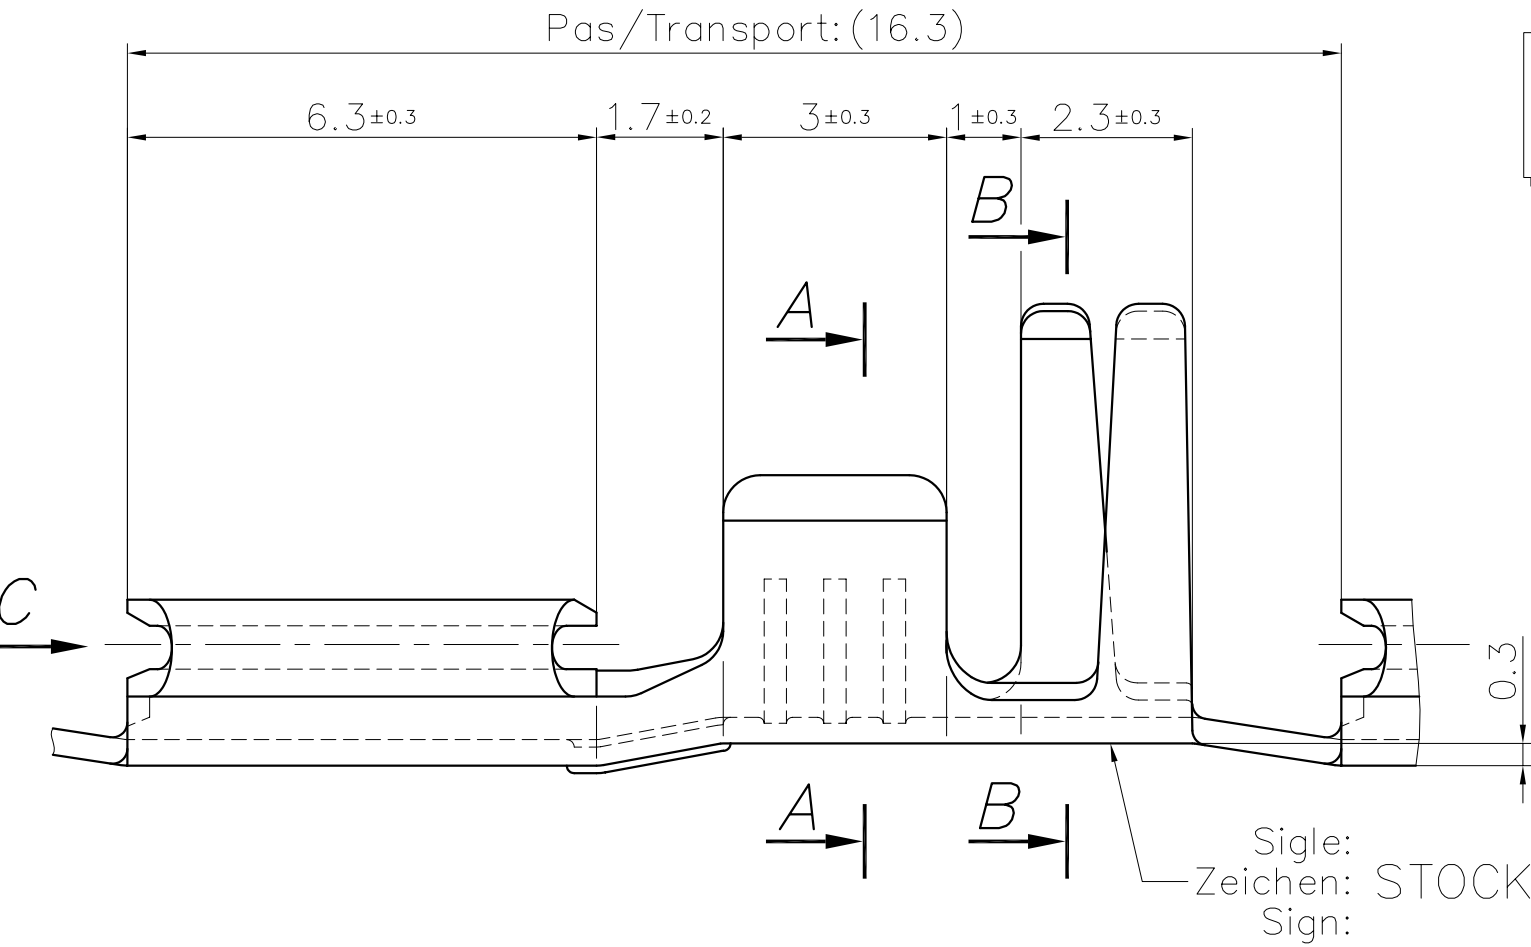 Pas/Transport:(16.3)
6.3±0.3
1.7±0.2
3±0.3
1±0.3
2.3±0.3
B
A
C
0.3
A
B
Sigle:
Zeichen: STOCK
Sign: